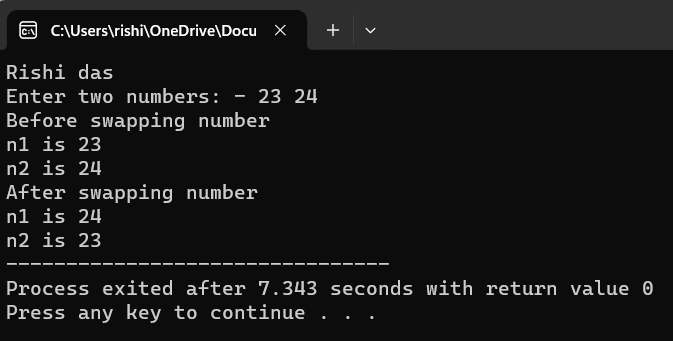 C:\Users\rishi\OneDrive\Docu
Rishi das
Enter two numbers: - 23 24
Before swapping number
n1 is 23
n2 is 24
After swapping number
n1 is 24
n2 is 23
--------------------------------
Process exited after 7.343 seconds with return value 0
Press any key to continue . . .